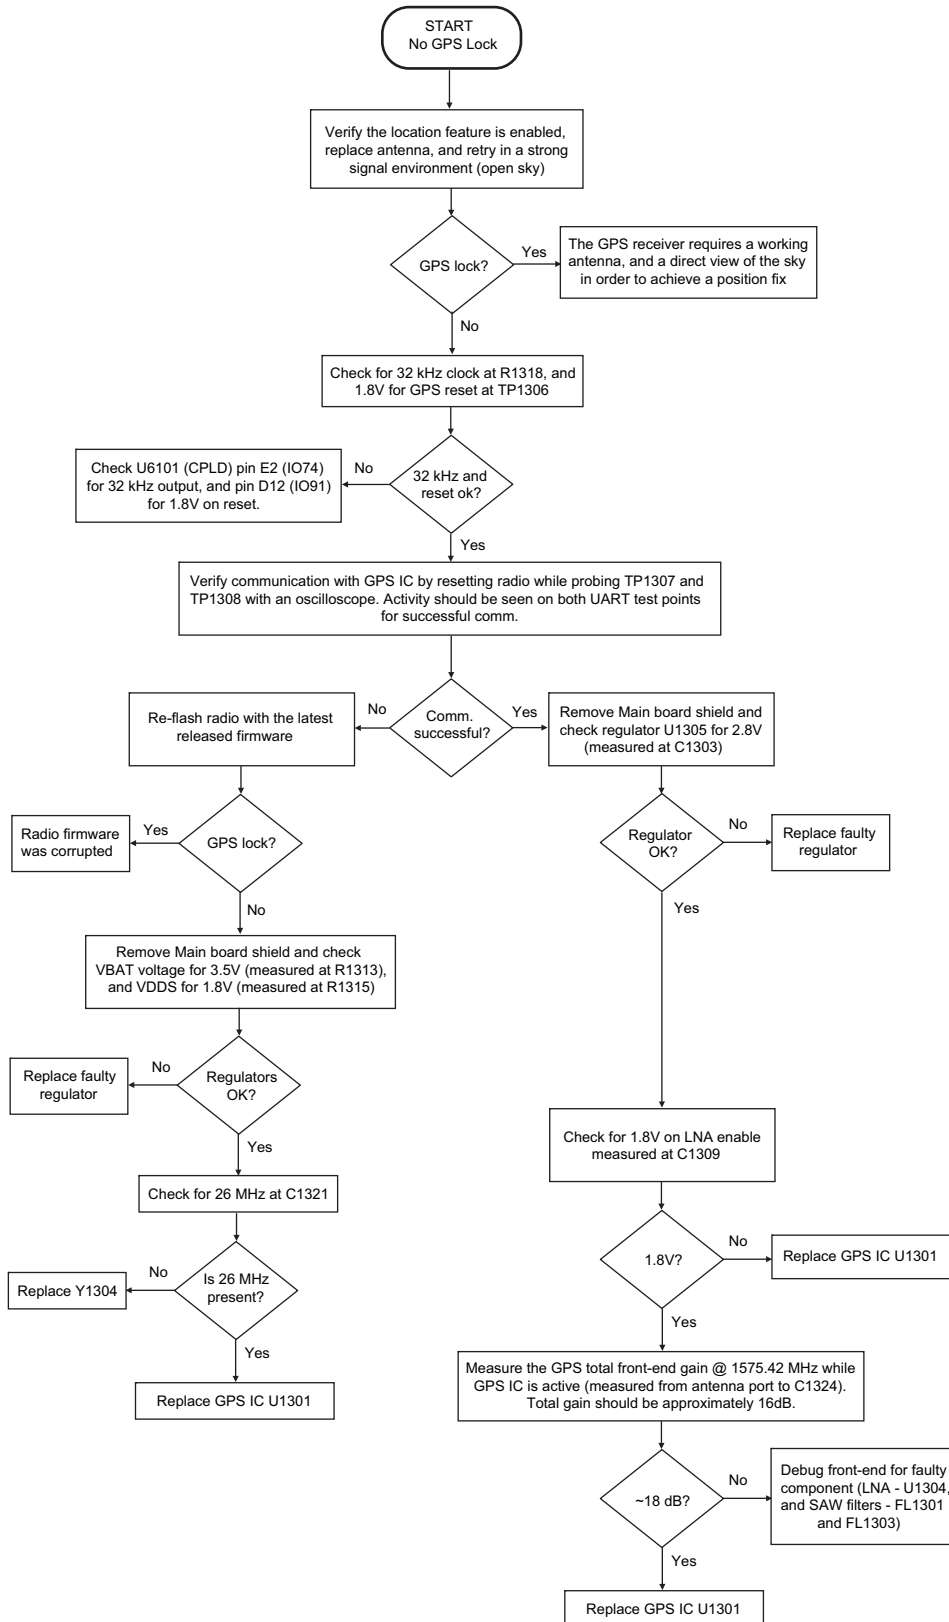 START
No GPS Lock
Verify the location feature is enabled,
replace antenna, and retry in a strong
signal environment (open sky)
GPS lock?
Yes
The GPS receiver requires a working
antenna, and a direct view of the sky
in order to achieve a position fix
No
Check for 32 kHz clock at R1318, and
1.8V for GPS reset at TP1306
32 kHz and
reset ok?
No
Check U6101 (CPLD) pin E2 (IO74)
for 32 kHz output, and pin D12 (IO91)
for 1.8V on reset.
Yes
Verify communication with GPS IC by resetting radio while probing TP1307 and
TP1308 with an oscilloscope. Activity should be seen on both UART test points
for successful comm.
Comm.
successful?
No
Re-flash radio with the latest
released firmware
Yes
Remove Main board shield and
check regulator U1305 for 2.8V
(measured at C1303)
GPS lock?
Yes
Radio firmware
was corrupted
No
Regulator
OK?
No
Replace faulty
regulator
Yes
Remove Main board shield and check
VBAT voltage for 3.5V (measured at R1313),
and VDDS for 1.8V (measured at R1315)
Regulators
OK?
No
Replace faulty
regulator
Yes
Check for 26 MHz at C1321
Is 26 MHz
present?
No
Replace Y1304
Yes
Replace GPS IC U1301
Check for 1.8V on LNA enable
measured at C1309
1.8V?
No
Replace GPS IC U1301
Yes
Measure the GPS total front-end gain @ 1575.42 MHz while
GPS IC is active (measured from antenna port to C1324).
Total gain should be approximately 16dB.
~18 dB?
No
Debug front-end for faulty
component (LNA - U1304,
and SAW filters - FL1301
and FL1303)
Yes
Replace GPS IC U1301